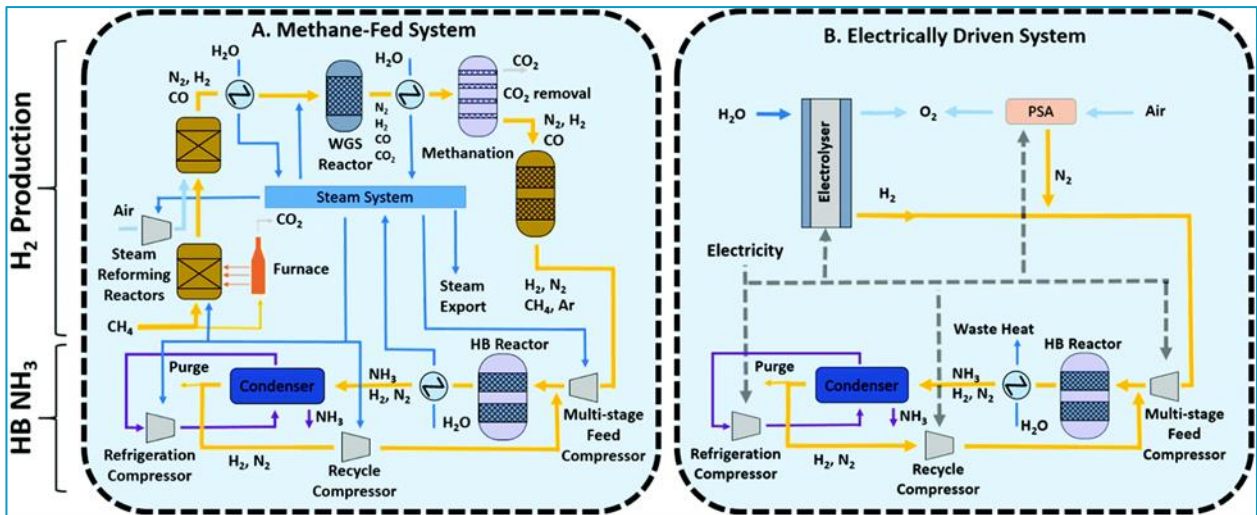 A. Methane-Fed System
H₂ Production
HB NH₃
H₂O
N₂, H₂
CO
WGS
Reactor
N₂
H₂
CO
CO₂
H₂O
CO₂
CO₂ removal
Methanation
N₂, H₂
CO
Steam System
Air
Steam
Reforming
Reactors
CO₂
Furnace
CH₄
Steam
Export
H₂, N₂
CH₄, Ar
HB Reactor
Purge
Condenser
NH₃
H₂, N₂
NH₃
H₂O
Multi-stage
Feed
Compressor
Refrigeration
Compressor
H₂, N₂
Recycle
Compressor
B. Electrically Driven System
H₂O
Electrolyser
O₂
PSA
Air
N₂
H₂
Electricity
Waste Heat
HB Reactor
Purge
Condenser
NH₃
H₂, N₂
NH₃
H₂O
Multi-stage
Feed
Compressor
Refrigeration
Compressor
H₂, N₂
Recycle
Compressor